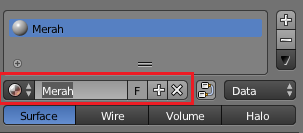 Merah
Merah F Data
Surface Wire Volume Halo